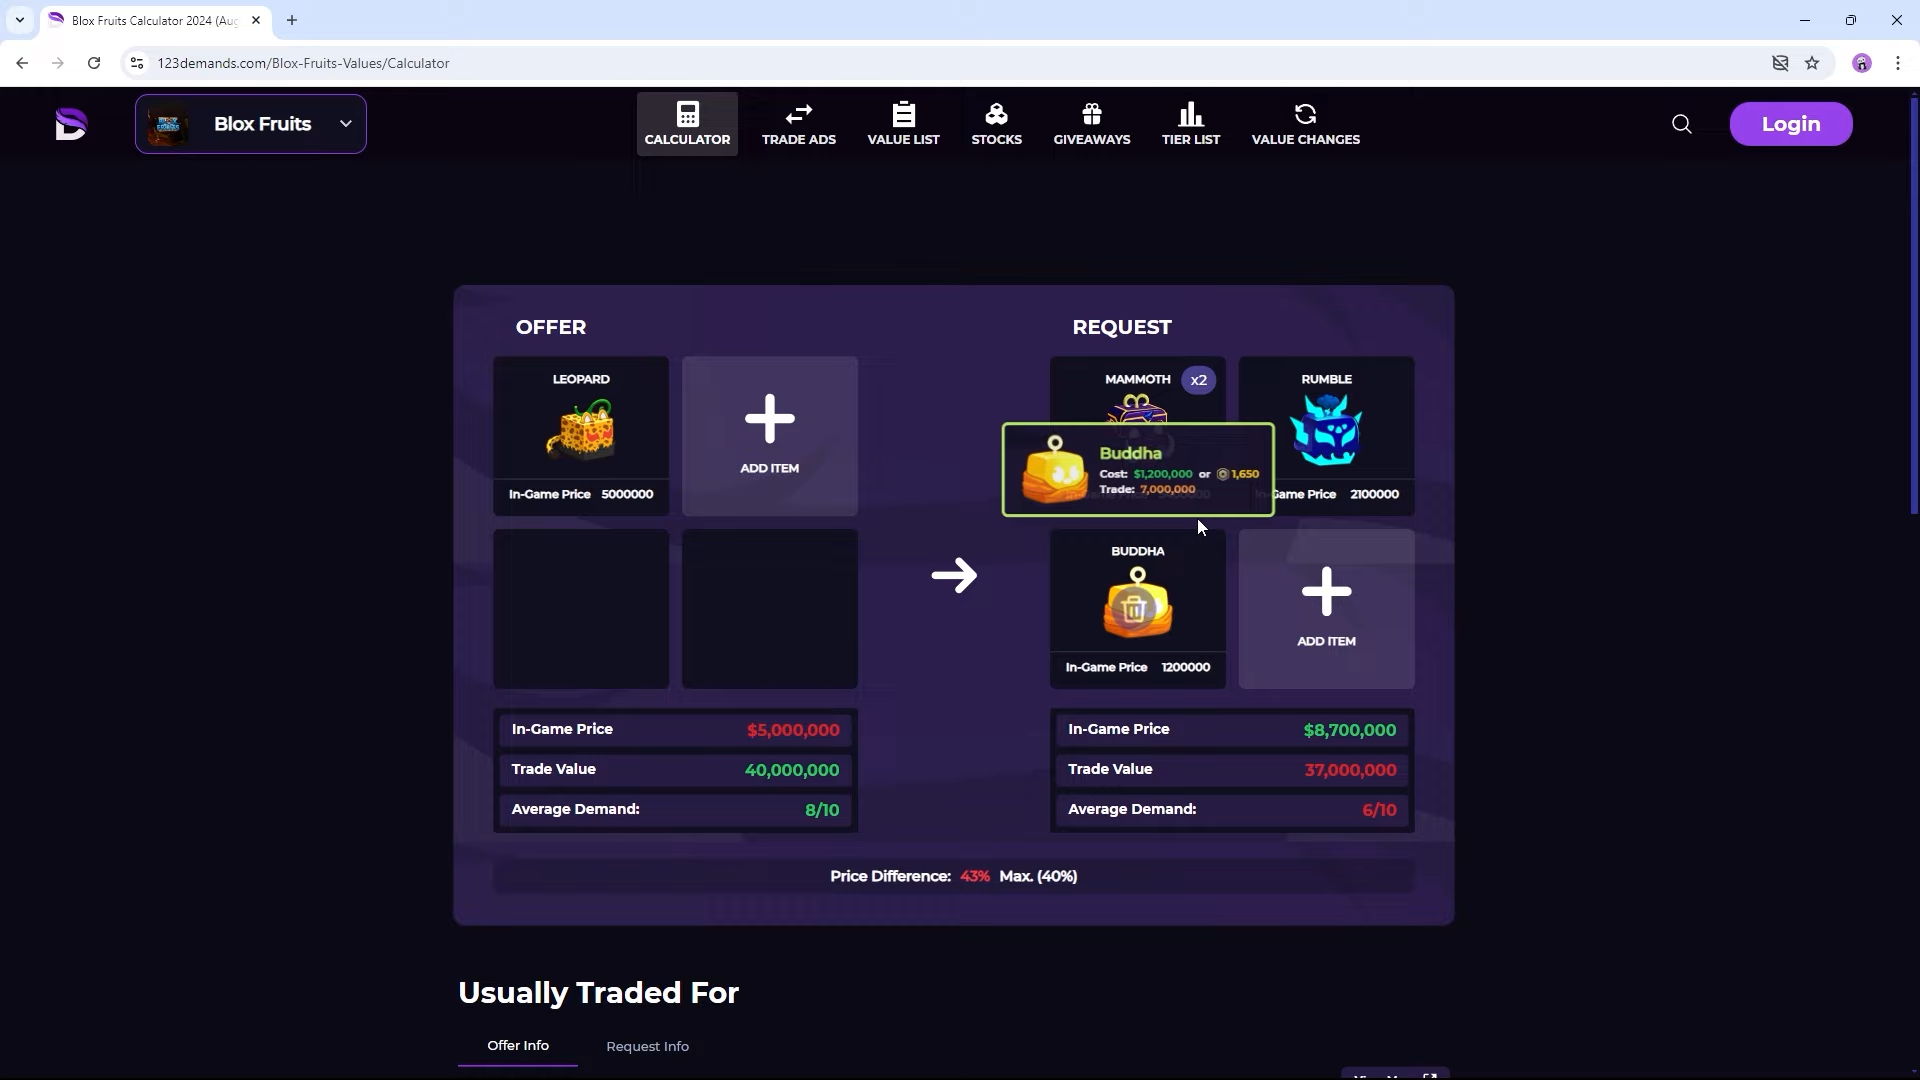 Blox Fruits Calculator 2024 (Aug
123demands.com/Blox-Fruits-Values/Calculator
Blox Fruits
CALCULATOR
TRADE ADS
VALUE LIST
STOCKS
GIVEAWAYS
TIER LIST
VALUE CHANGES
Login
OFFER
REQUEST
LEOPARD
In-Game Price 5000000
ADD ITEM
MAMMOTH x2
RUMBLE
In-Game Price 2100000
Buddha
Cost: $1,200,000 or 1,650
Trade: 7,000,000
BUDDHA
In-Game Price 1200000
ADD ITEM
In-Game Price $5,000,000
Trade Value 40,000,000
Average Demand: 8/10
In-Game Price $8,700,000
Trade Value 37,000,000
Average Demand: 6/10
Price Difference: 43% Max. (40%)
Usually Traded For
Offer Info
Request Info